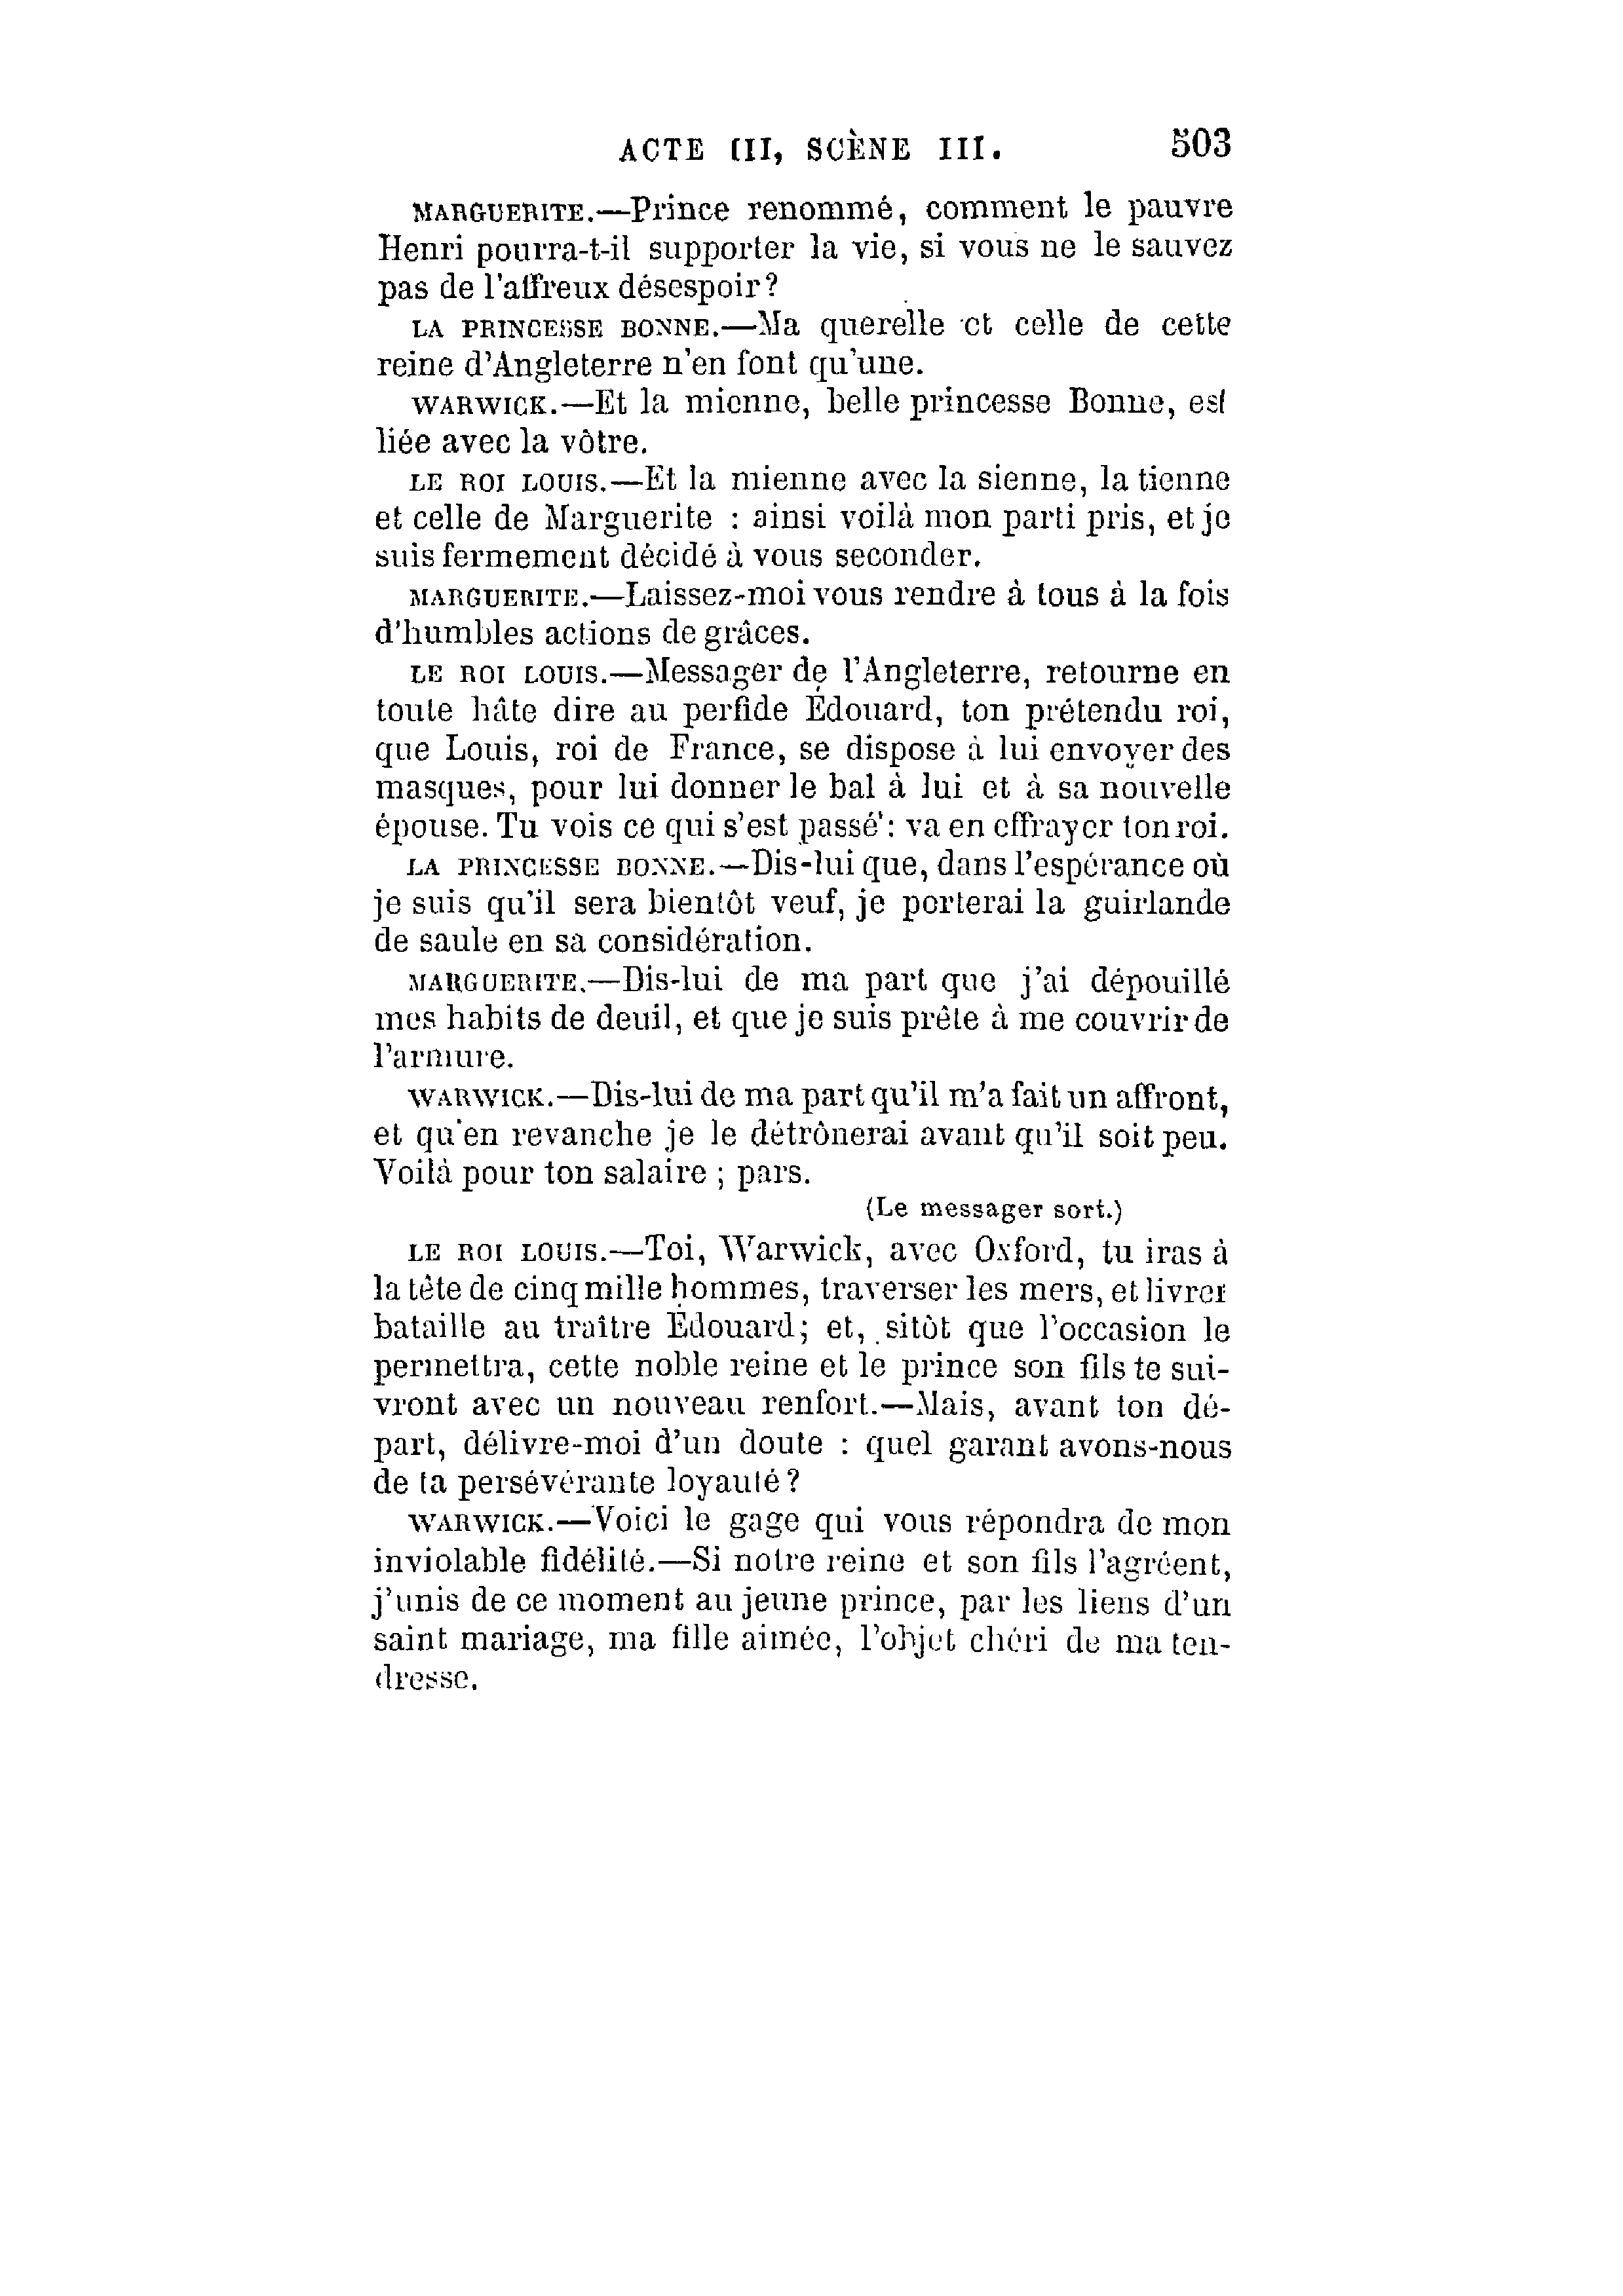 ACTE III, SCÈNE III. 503
MARGUERITE.—Prince renommé, comment le pauvre
Henri pourra-t-il supporter la vie, si vous ne le sauvez
pas de l'affreux désespoir?
LA PRINCESSE BONNE.—Ma querelle et celle de cette
reine d'Angleterre n'en font qu'une.
WARWICK.—Et la mienne, belle princesse Bonne, est
liée avec la vôtre.
LE ROI LOUIS.—Et la mienne avec la sienne, la tienne
et celle de Marguerite : ainsi voilà mon parti pris, et je
suis fermement décidé à vous seconder.
MARGUERITE.—Laissez-moi vous rendre à tous à la fois
d'humbles actions de grâces.
LE ROI LOUIS.—Messager de l'Angleterre, retourne en
toute hâte dire au perfide Édouard, ton prétendu roi,
que Louis, roi de France, se dispose à lui envoyer des
masques, pour lui donner le bal à lui et à sa nouvelle
épouse. Tu vois ce qui s'est passé : va en effrayer ton roi.
LA PRINCESSE BONNE.—Dis-lui que, dans l'espérance où
je suis qu'il sera bientôt veuf, je porterai la guirlande
de saule en sa considération.
MARGUERITE.—Dis-lui de ma part que j'ai dépouillé
mes habits de deuil, et que je suis prête à me couvrir de
l'armure.
WARWICK.—Dis-lui de ma part qu'il m'a fait un affront,
et qu'en revanche je le détrônerai avant qu'il soit peu.
Voilà pour ton salaire ; pars.
(Le messager sort.)
LE ROI LOUIS.—Toi, Warwick, avec Oxford, tu iras à
la tête de cinq mille hommes, traverser les mers, et livrer
bataille au traître Édouard; et, sitôt que l'occasion le
permettra, cette noble reine et le prince son fils te sui-
vront avec un nouveau renfort.—Mais, avant ton dé-
part, délivre-moi d'un doute : quel garant avons-nous
de ta persévérante loyauté?
WARWICK.—Voici le gage qui vous répondra de mon
inviolable fidélité.—Si notre reine et son fils l'agréent,
j'unis de ce moment au jeune prince, par les liens d'un
saint mariage, ma fille aimée, l'objet chéri de ma ten-
dresse.